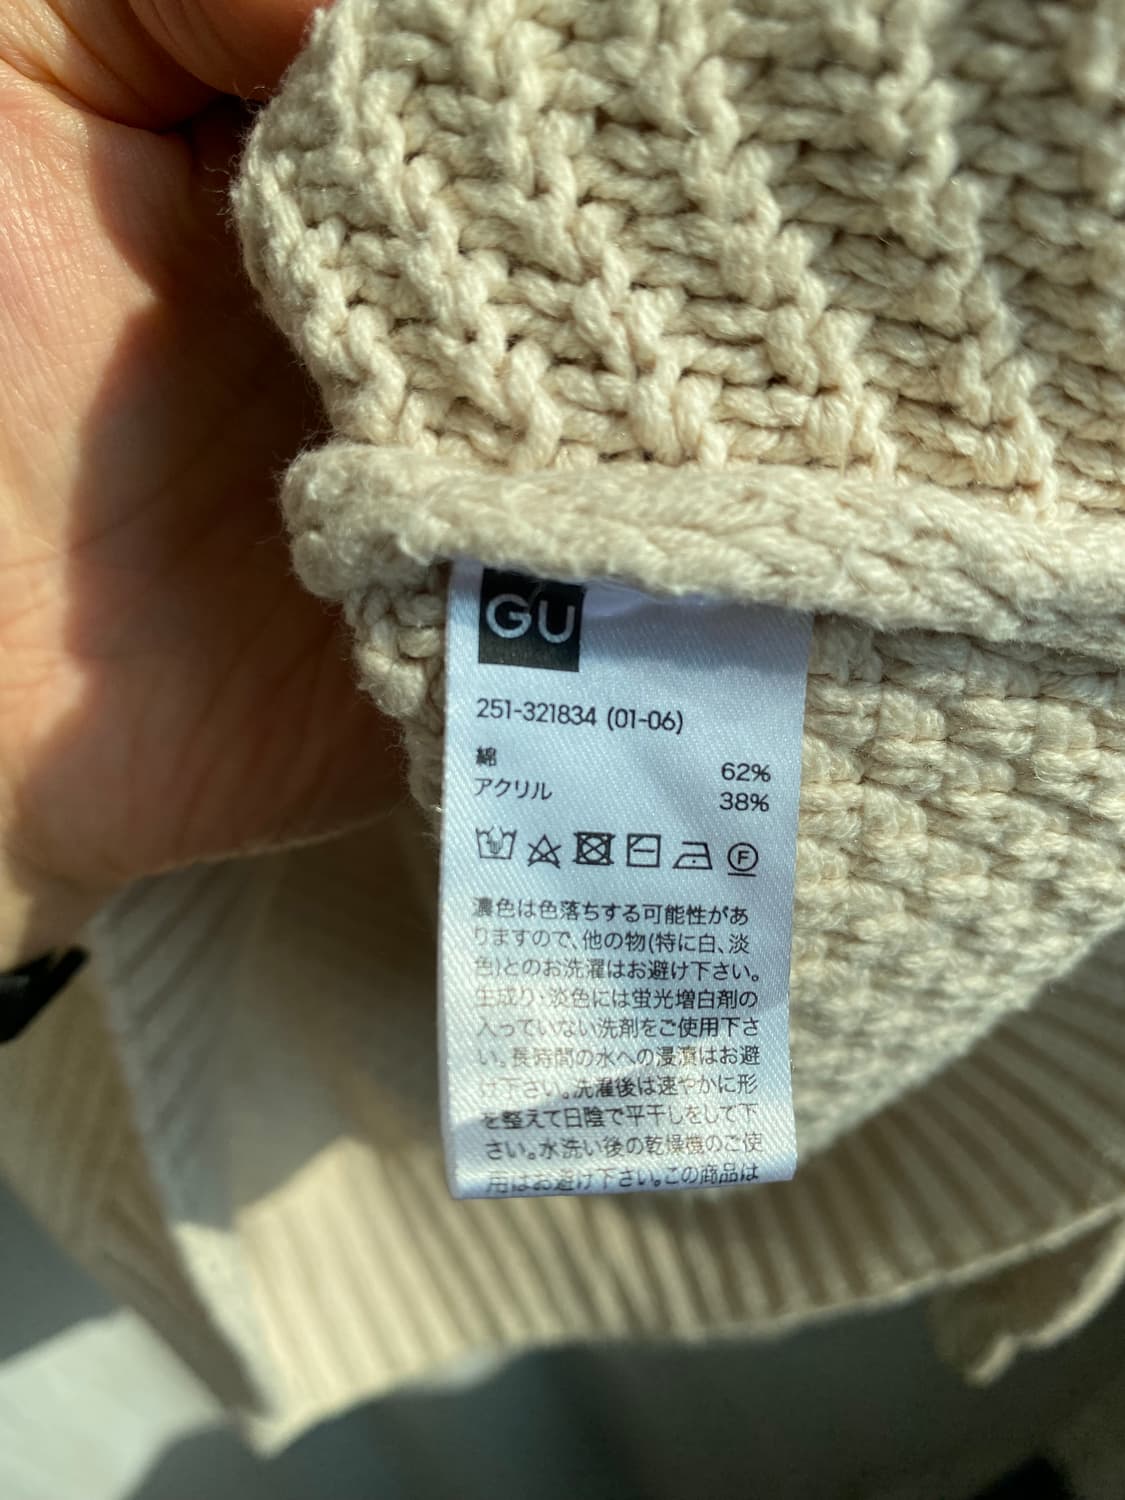 GU
251-321834 (01-06)
綿 62%
アクリル 38%
F
濃色は色落ちする可能性があ
りますので、他の物(特に白、淡
色)とのお洗濯はお避け下さい。
生成り・淡色には蛍光増白剤の
入っていない洗剤をご使用下さ
い。長時間の水への浸漬はお避
け下さい。洗濯後は速やかに形
を整えて日陰で平干しをして下
さい。水洗い後の乾燥機のご使
用はお避け下さい。この商品は